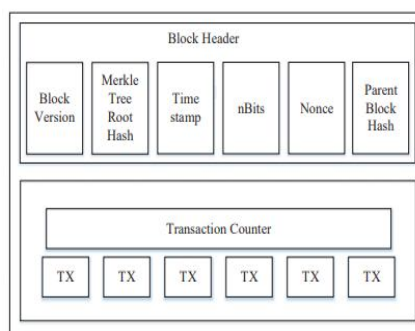 Block Header
Block
Version
Merkle
Tree
Root
Hash
Time
stamp
nBits
Nonce
Parent
Block
Hash
Transaction Counter
TX
TX
TX
TX
TX
TX